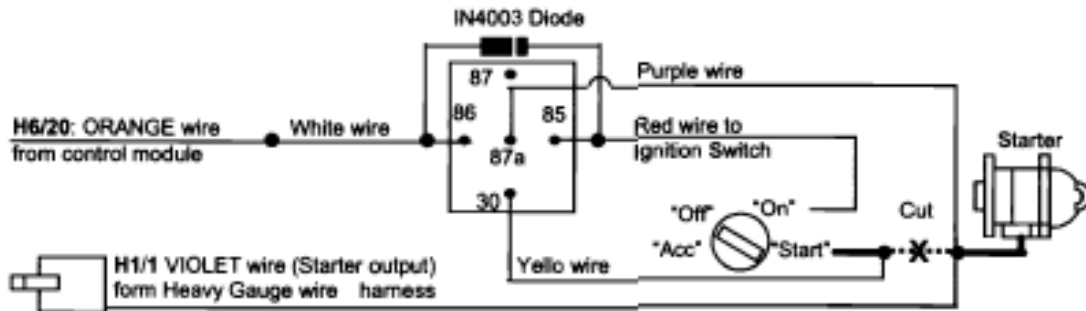 IN4003 Diode
87
Purple wire
86
85
H6/20: ORANGE wire
White wire
Red wire to
from control module
87a
Ignition Switch
Starter
30
"Off"
"On"
Cut
"Acc"
"Start"
H1/1 VIOLET wire (Starter output)
Yello wire
form Heavy Gauge wire harness